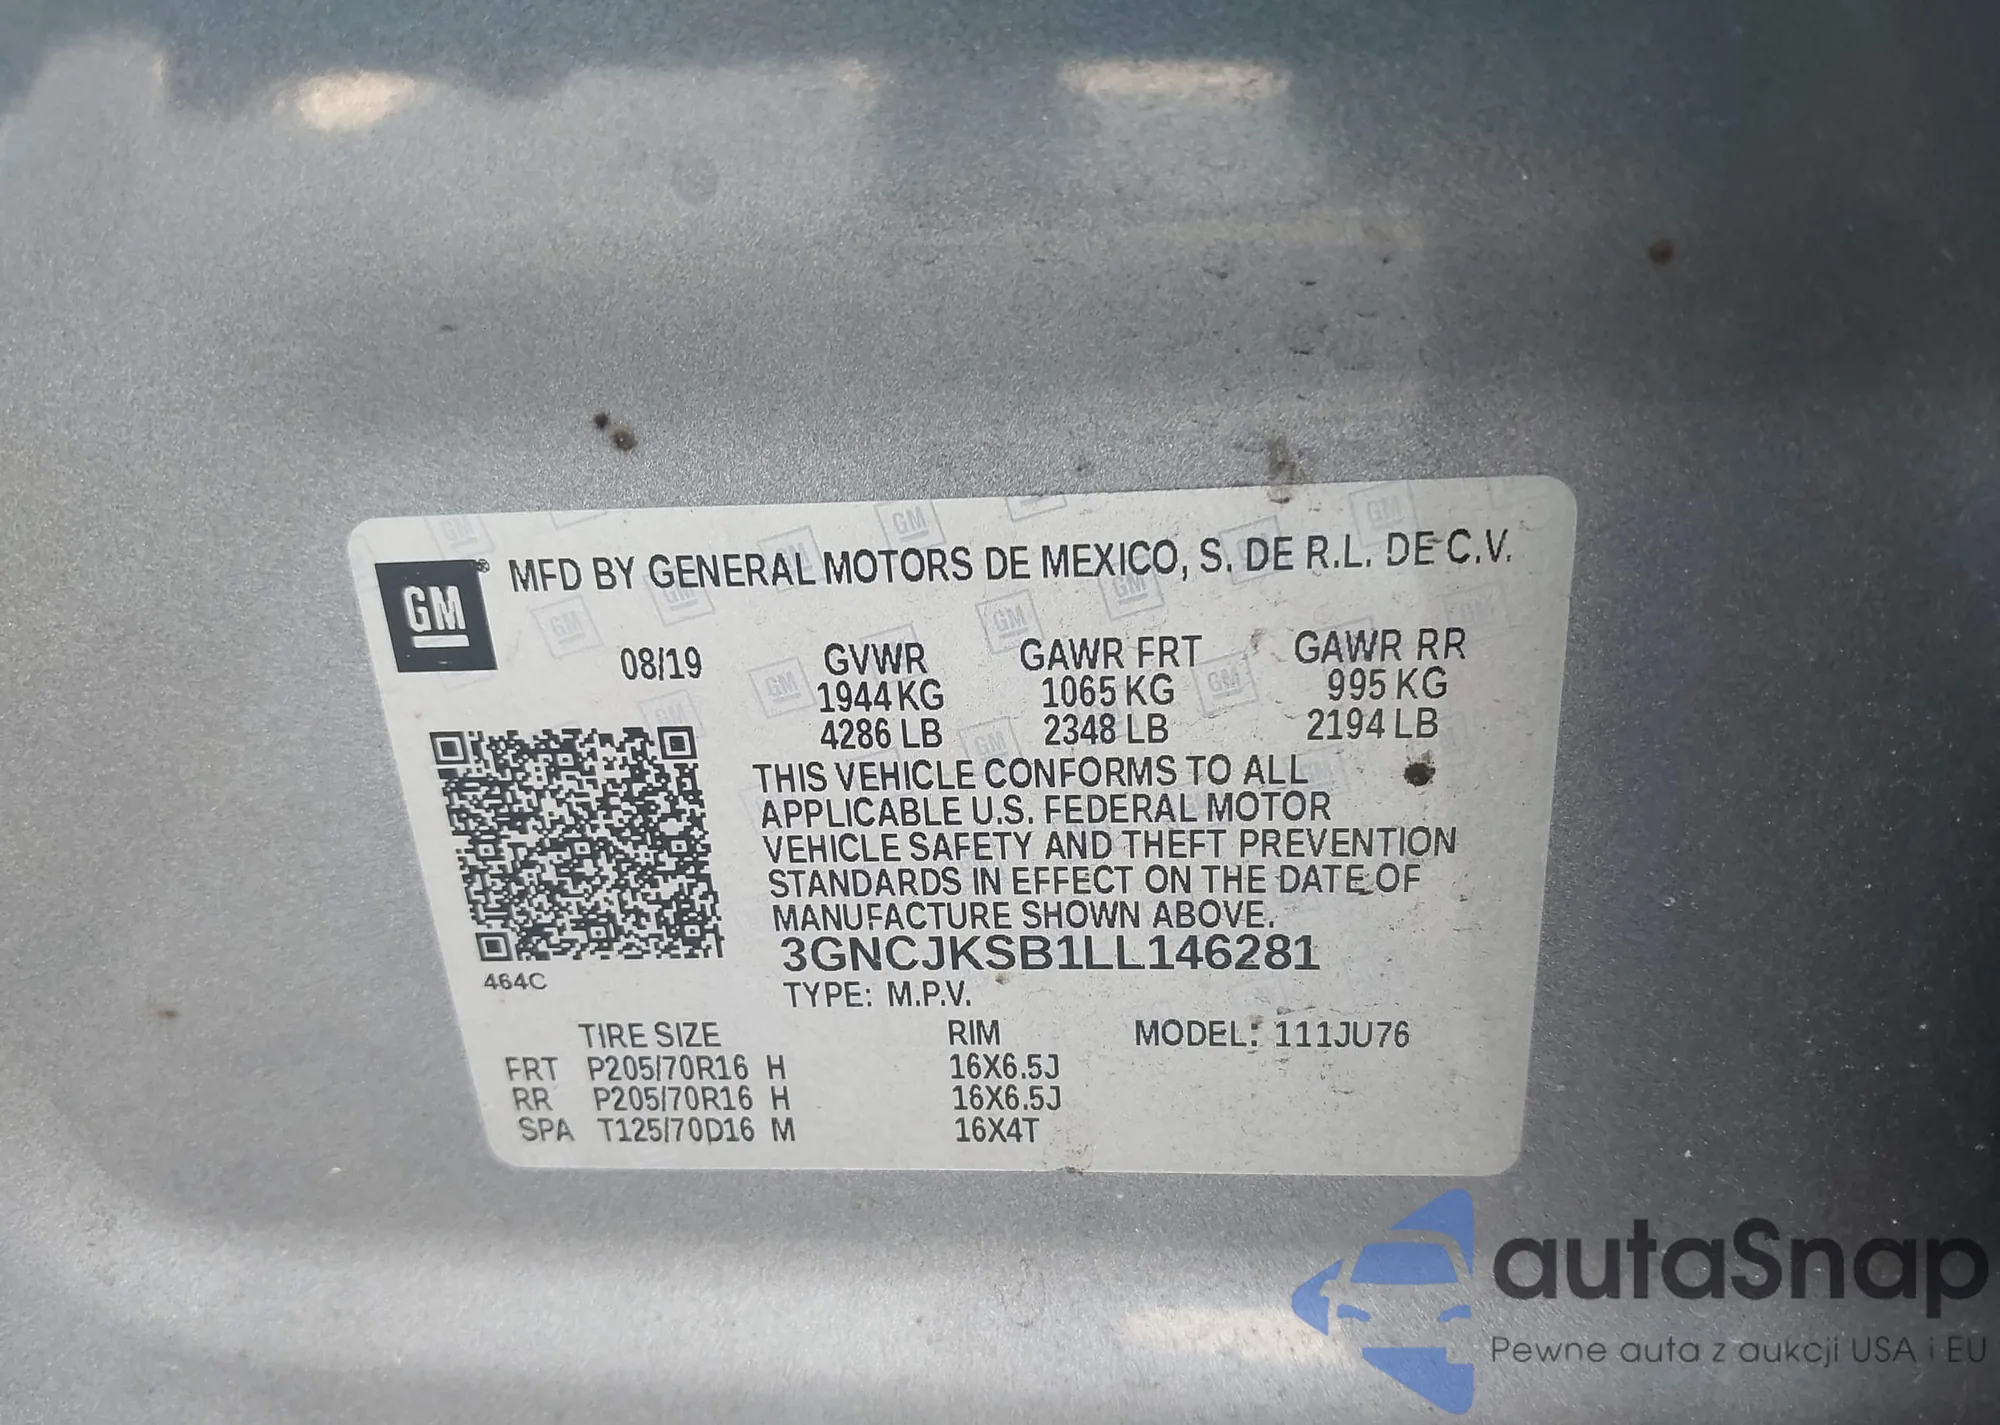 GM ® MFD BY GENERAL MOTORS DE MEXICO, S. DE R.L. DE C.V.
08/19 GVWR GAWR FRT GAWR RR
1944 KG 1065 KG 995 KG
4286 LB 2348 LB 2194 LB
THIS VEHICLE CONFORMS TO ALL
APPLICABLE U.S. FEDERAL MOTOR
VEHICLE SAFETY AND THEFT PREVENTION
STANDARDS IN EFFECT ON THE DATE OF
MANUFACTURE SHOWN ABOVE.
3GNCJKSB1LL146281
464C
TYPE: M.P.V.
TIRE SIZE RIM MODEL: 111JU76
FRT P205/70R16 H 16X6.5J
RR P205/70R16 H 16X6.5J
SPA T125/70D16 M 16X4T
autaSnap
Pewne auta z aukcji USA i EU